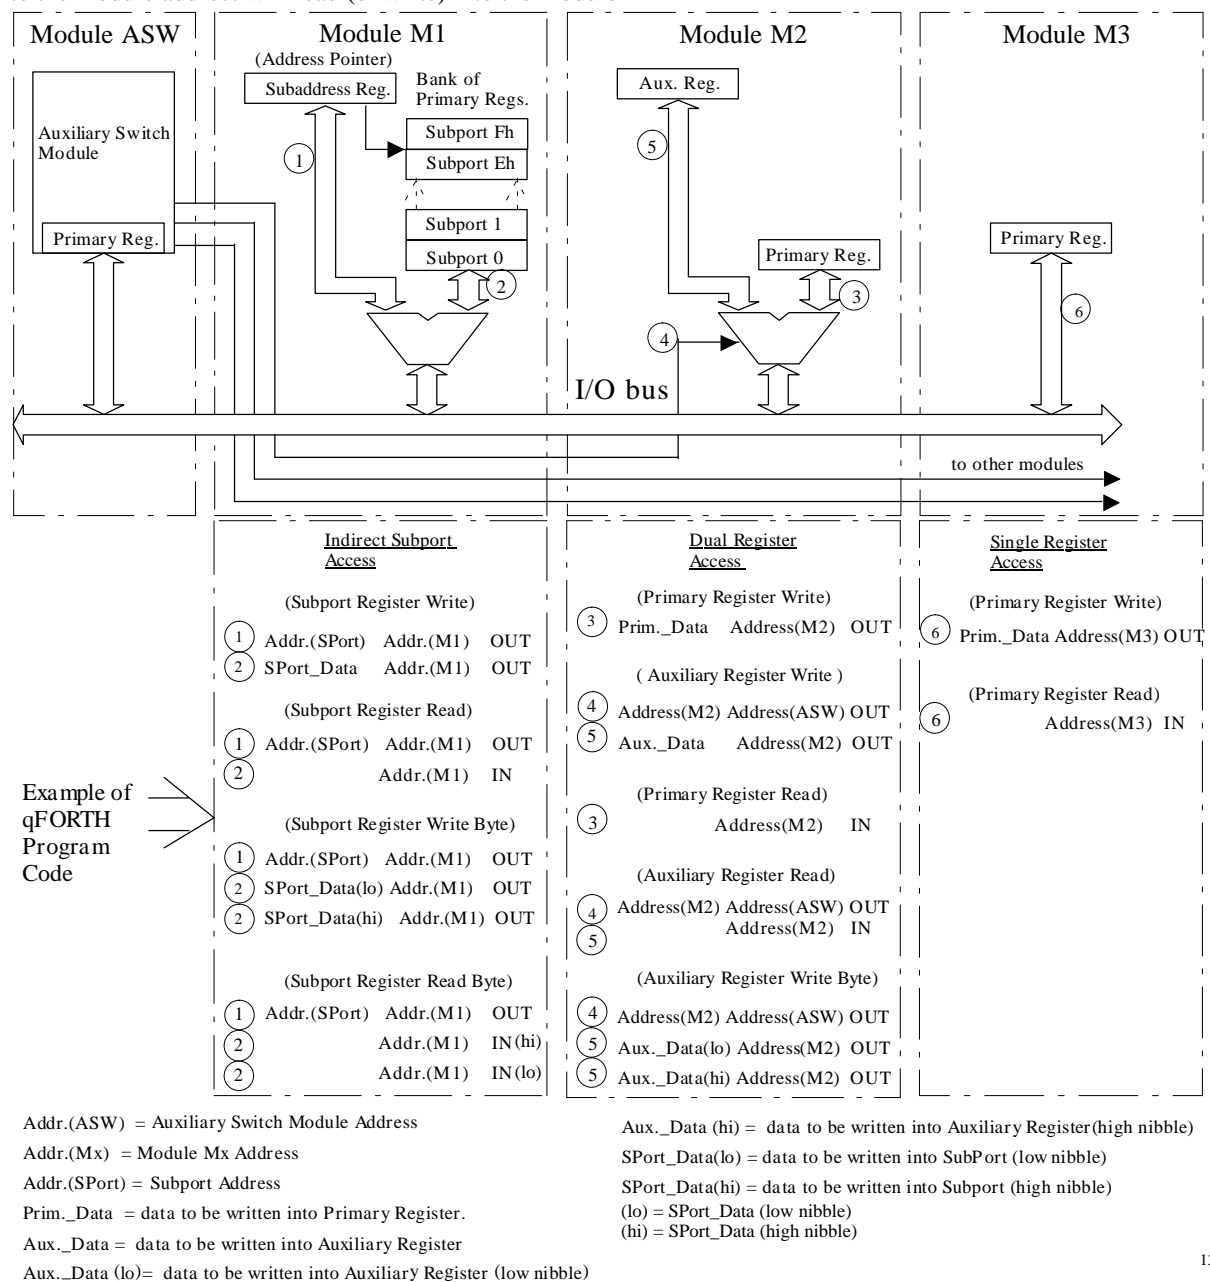 Module ASW
Module M1
Module M2
Module M3
(Address Pointer)
Subaddress Reg.
Bank of
Primary Regs.
Subport Fh
Subport Eh
Subport 1
Subport 0
Auxiliary Switch
Module
Primary Reg.
1
2
Aux. Reg.
5
Primary Reg.
3
4
Primary Reg.
6
I/O bus
to other modules
Indirect Subport
Access
(Subport Register Write)
1 Addr.(SPort) Addr.(M1) OUT
2 SPort_Data Addr.(M1) OUT
(Subport Register Read)
1 Addr.(SPort) Addr.(M1) OUT
2 Addr.(M1) IN
(Subport Register Write Byte)
1 Addr.(SPort) Addr.(M1) OUT
2 SPort_Data(lo) Addr.(M1) OUT
2 SPort_Data(hi) Addr.(M1) OUT
(Subport Register Read Byte)
1 Addr.(SPort) Addr.(M1) OUT
2 Addr.(M1) IN(hi)
2 Addr.(M1) IN(lo)
Dual Register
Access
(Primary Register Write)
3 Prim._Data Address(M2) OUT
( Auxiliary Register Write )
4 Address(M2) Address(ASW) OUT
5 Aux._Data Address(M2) OUT
(Primary Register Read)
3 Address(M2) IN
(Auxiliary Register Read)
4 Address(M2) Address(ASW) OUT
5 Address(M2) IN
(Auxiliary Register Write Byte)
4 Address(M2) Address(ASW) OUT
5 Aux._Data(lo) Address(M2) OUT
5 Aux._Data(hi) Address(M2) OUT
Single Register
Access
(Primary Register Write)
6 Prim._Data Address(M3) OUT
(Primary Register Read)
6 Address(M3) IN
Example of
qFORTH
Program
Code
Addr.(ASW) = Auxiliary Switch Module Address
Addr.(Mx) = Module Mx Address
Addr.(SPort) = Subport Address
Prim._Data = data to be written into Primary Register.
Aux._Data = data to be written into Auxiliary Register
Aux._Data (lo)= data to be written into Auxiliary Register (low nibble)
Aux._Data (hi) = data to be written into Auxiliary Register(high nibble)
SPort_Data(lo) = data to be written into SubPort (low nibble)
SPort_Data(hi) = data to be written into Subport (high nibble)
(lo) = SPort_Data (low nibble)
(hi) = SPort_Data (high nibble)